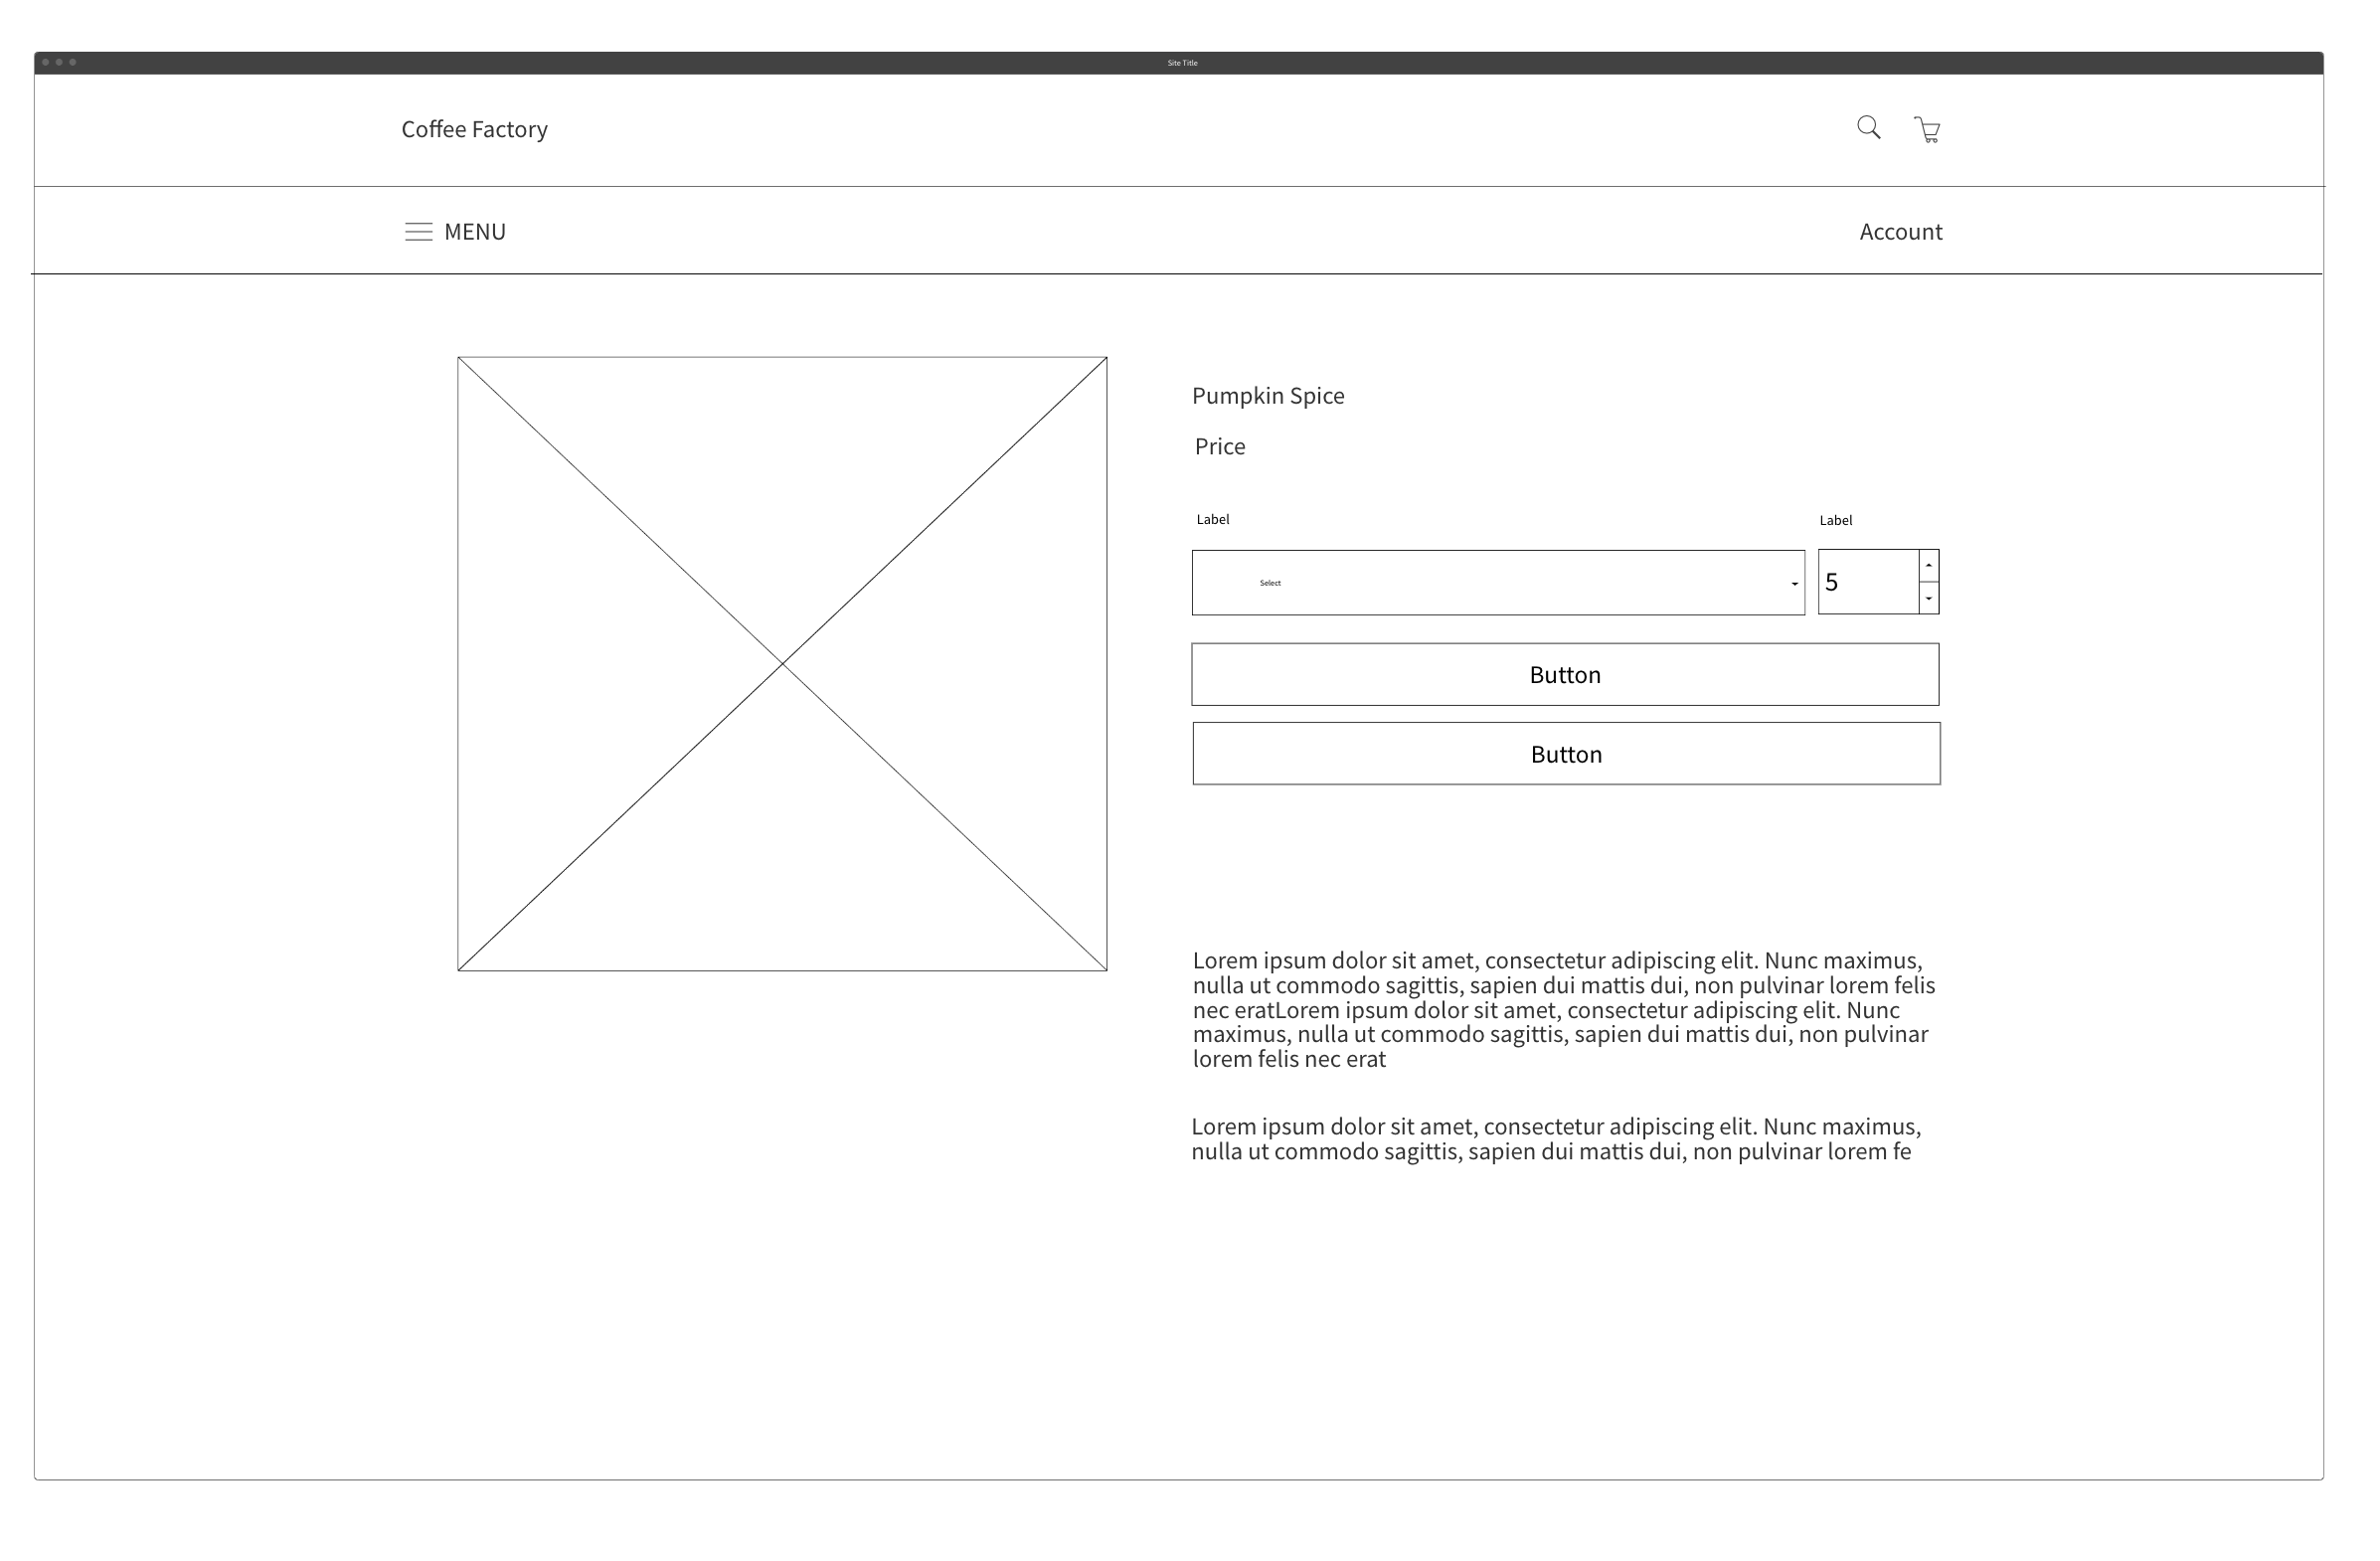 Site Title
Coffee Factory
MENU
Account
Pumpkin Spice
Price
Label
Label
Select
5
Button
Button
Lorem ipsum dolor sit amet, consectetur adipiscing elit. Nunc maximus,
nulla ut commodo sagittis, sapien dui mattis dui, non pulvinar lorem felis
nec eratLorem ipsum dolor sit amet, consectetur adipiscing elit. Nunc
maximus, nulla ut commodo sagittis, sapien dui mattis dui, non pulvinar
lorem felis nec erat
Lorem ipsum dolor sit amet, consectetur adipiscing elit. Nunc maximus,
nulla ut commodo sagittis, sapien dui mattis dui, non pulvinar lorem fe